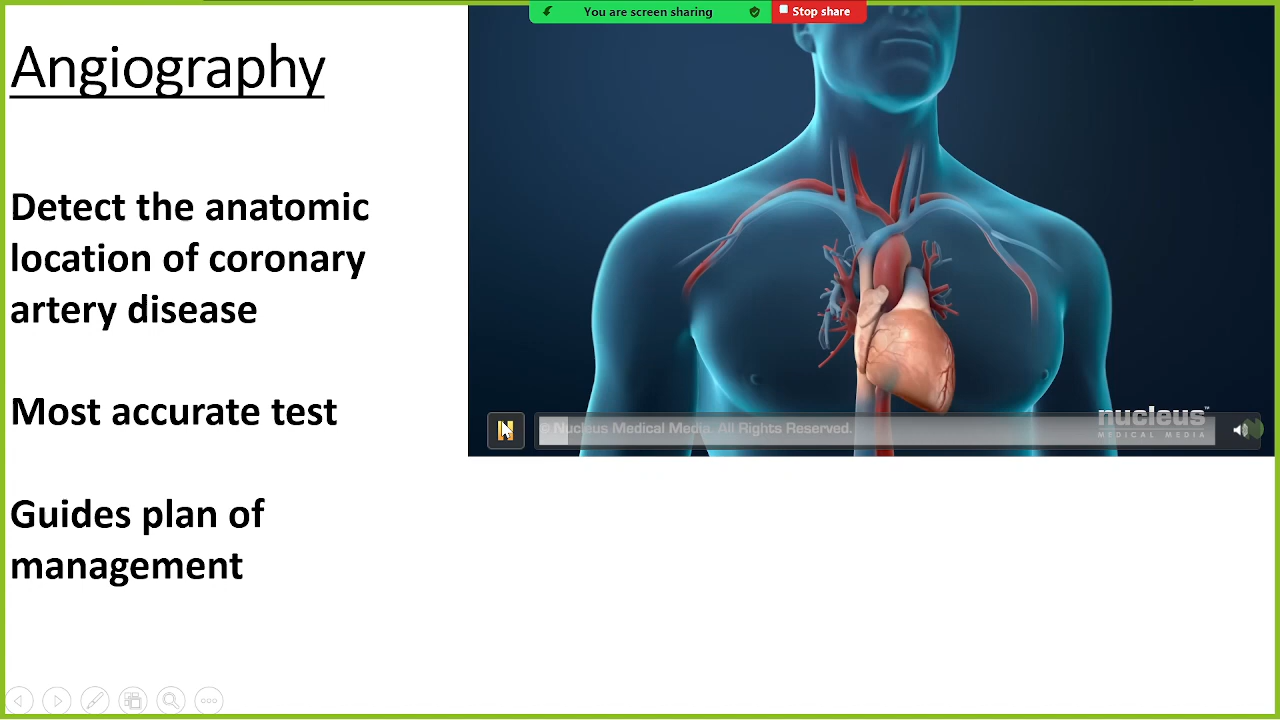 You are screen sharing
Stop share
Angiography
Detect the anatomic
location of coronary
artery disease
Most accurate test
Guides plan of
management
© Nucleus Medical Media. All Rights Reserved.
nucleus™
MEDICAL MEDIA